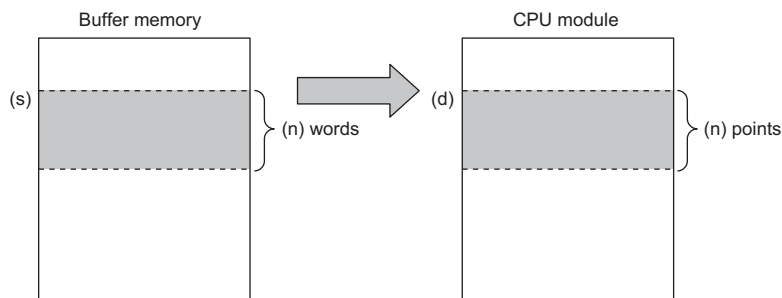 Buffer memory
CPU module
(s)
(d)
(n) words
(n) points